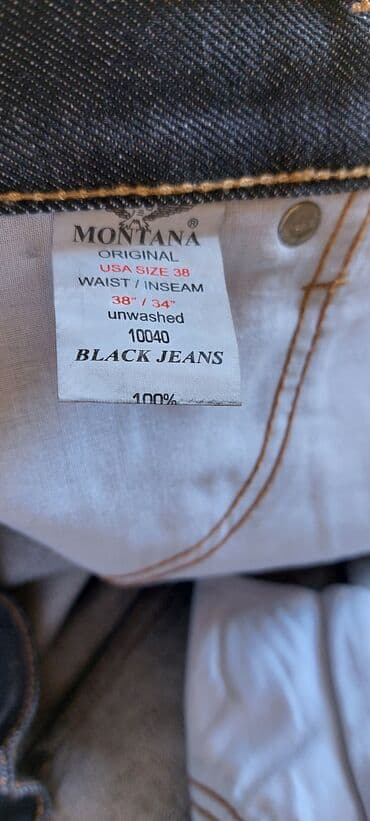 MONTANA®
ORIGINAL
USA SIZE 38
WAIST / INSEAM
38" / 34"
unwashed
10040
BLACK JEANS
100%